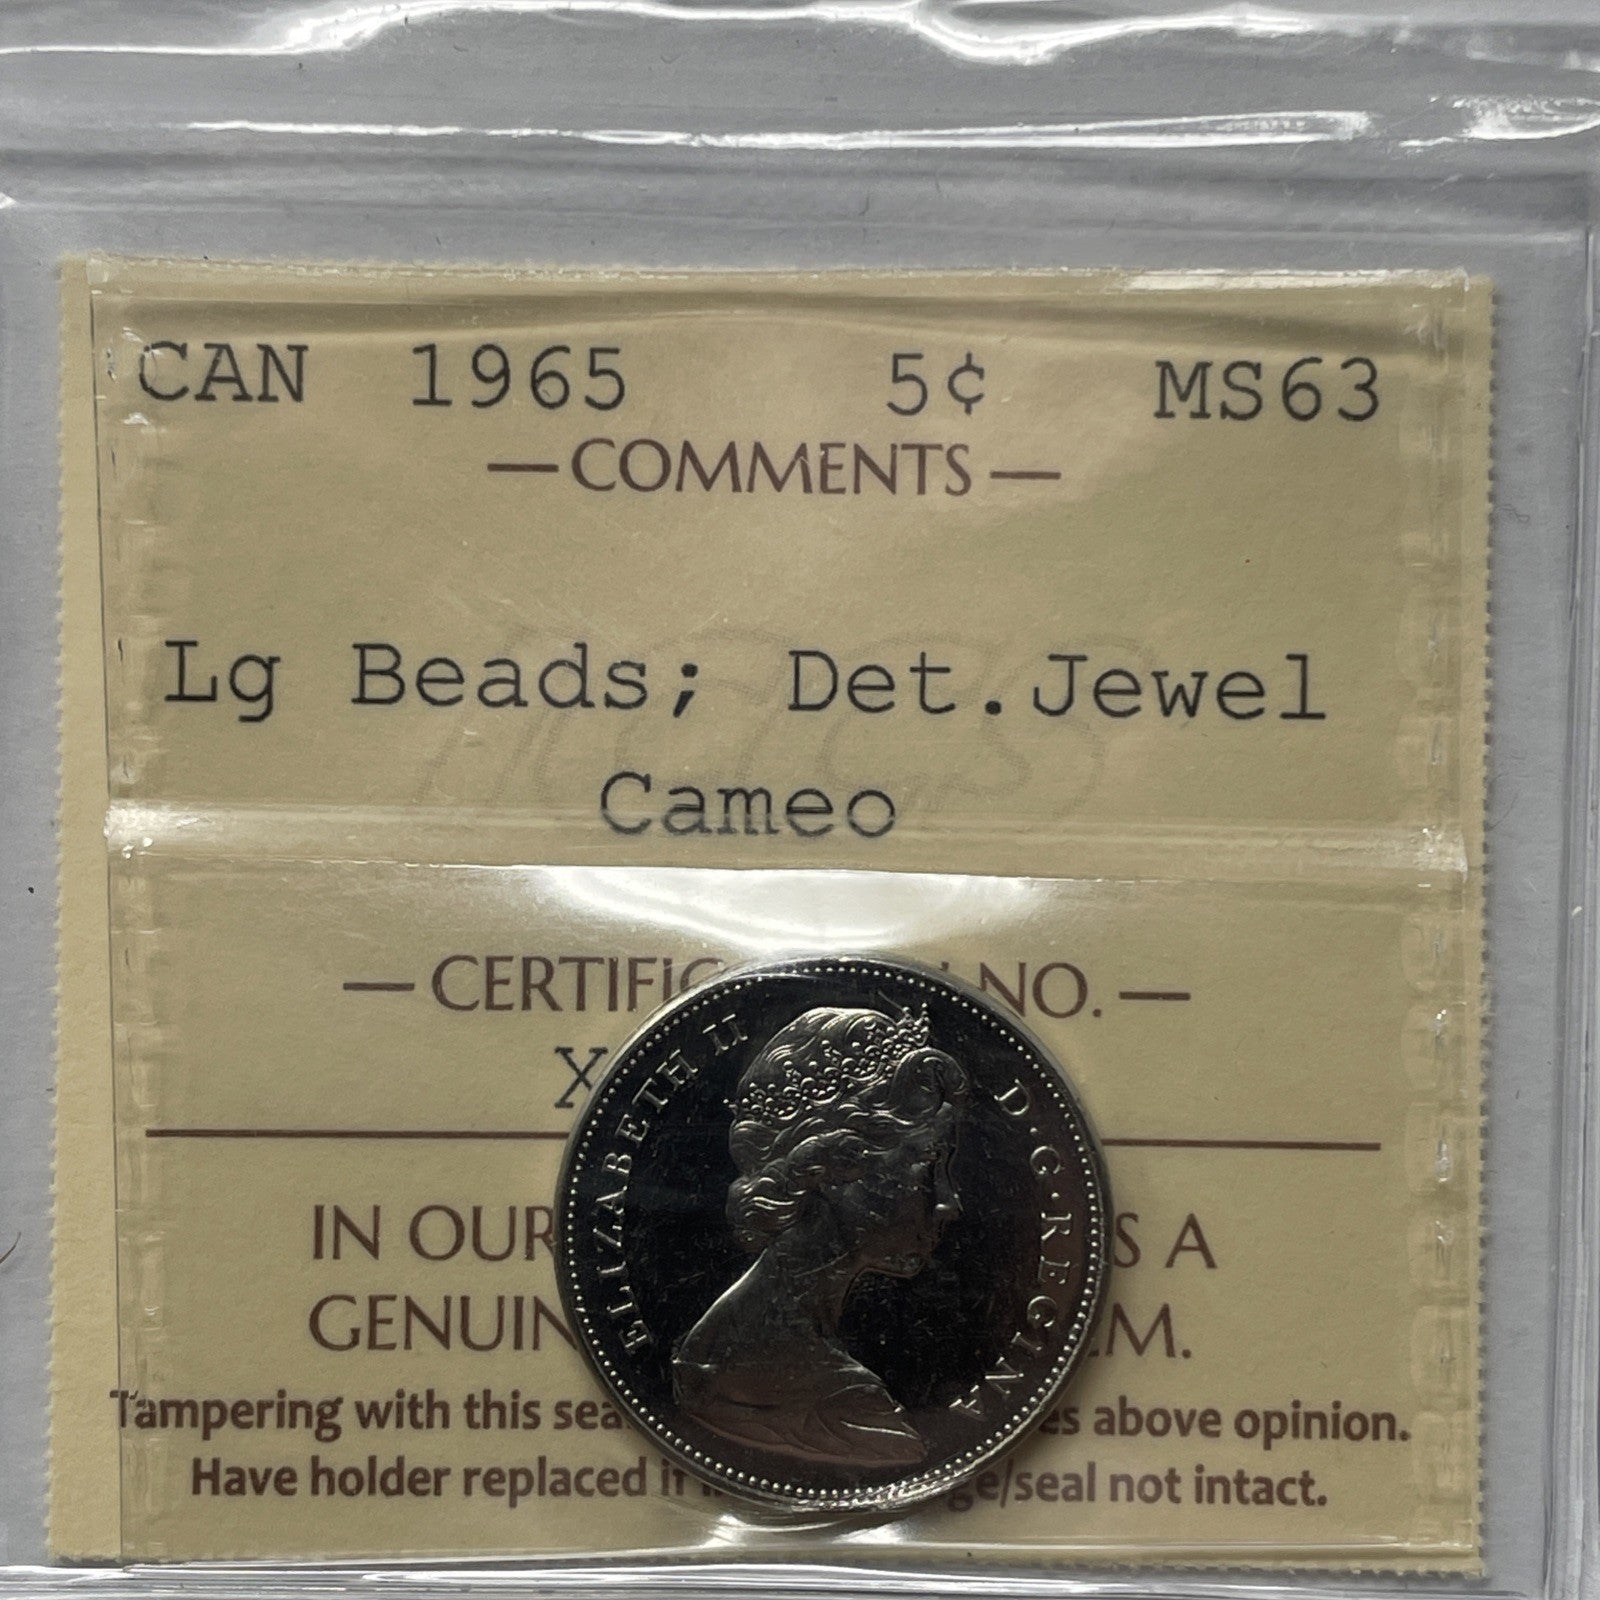 CAN 1965 5¢ MS63
— COMMENTS —
Lg Beads; Det.Jewel
Cameo
ICCS
— CERTIFIC NO. —
X
IN OUR S A
GENUIN EM.
Tampering with this sea es above opinion.
Have holder replaced if ge/seal not intact.
ELIZABETH II D·G·REGINA